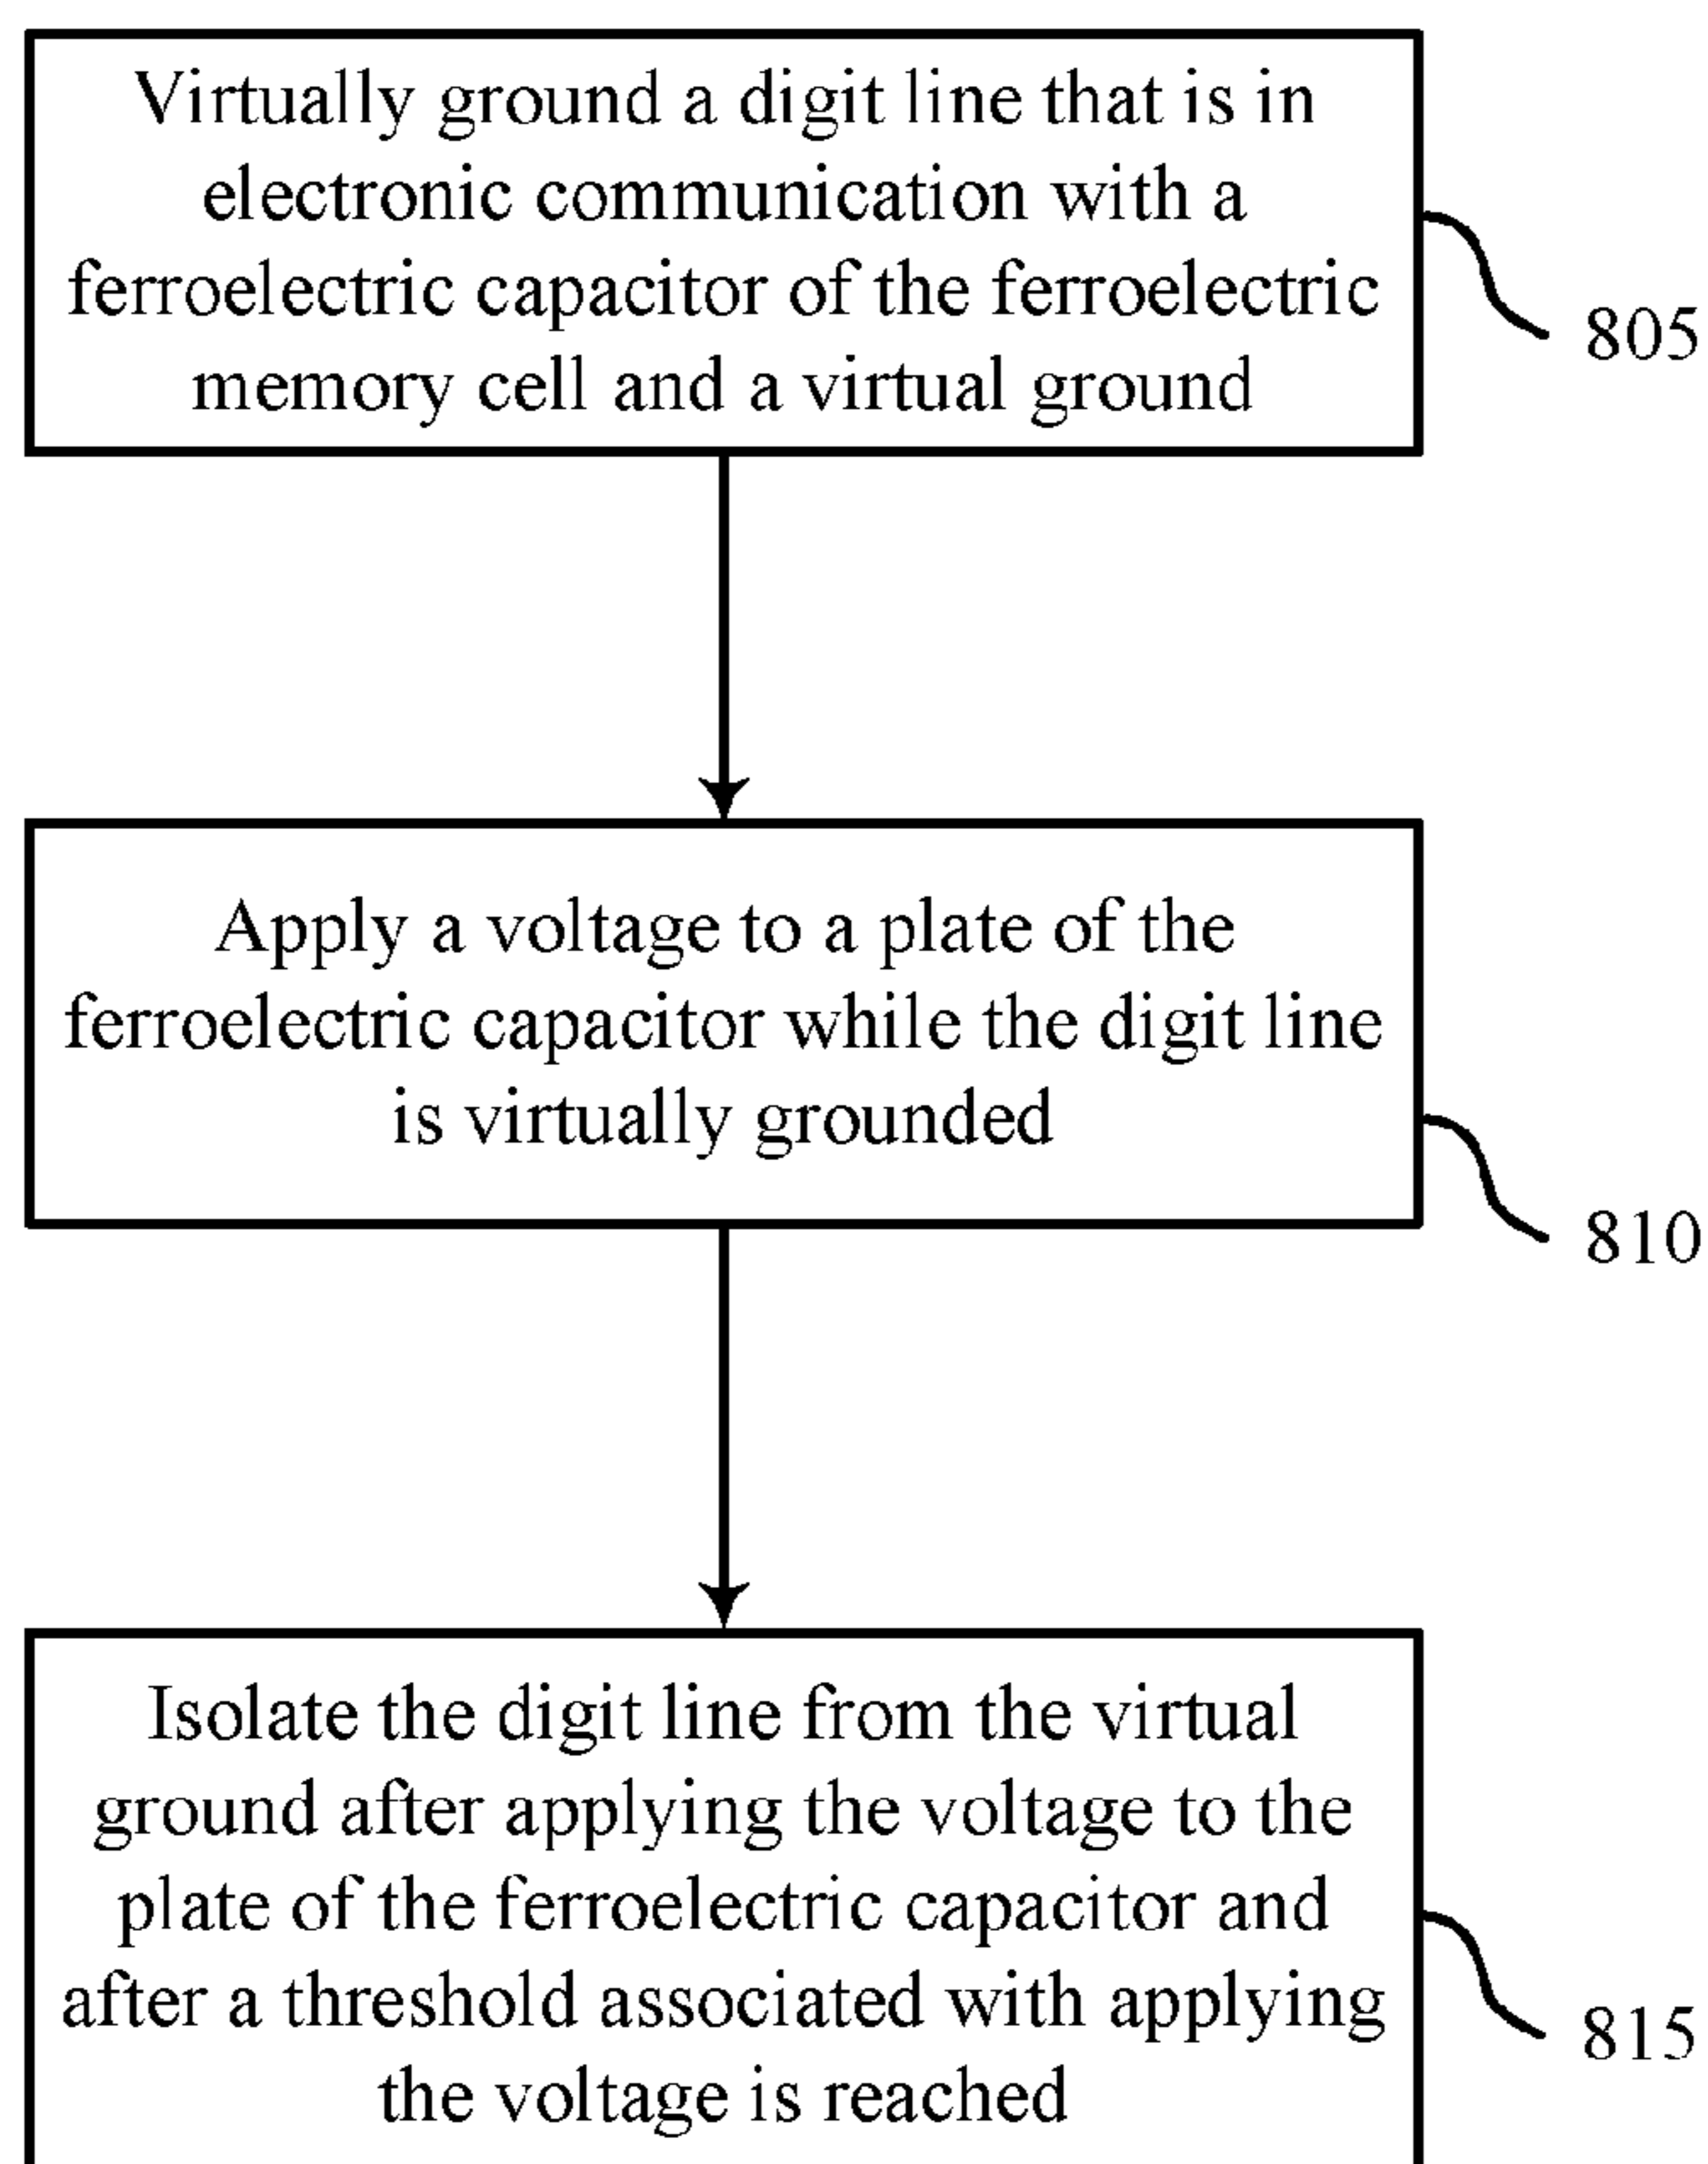 Virtually ground a digit line that is in
electronic communication with a
ferroelectric capacitor of the ferroelectric
memory cell and a virtual ground
805
Apply a voltage to a plate of the
ferroelectric capacitor while the digit line
is virtually grounded
810
Isolate the digit line from the virtual
ground after applying the voltage to the
plate of the ferroelectric capacitor and
after a threshold associated with applying
the voltage is reached
815